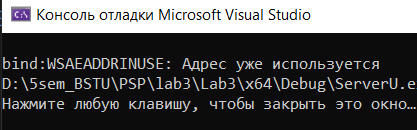 Консоль отладки Microsoft Visual Studio
bind:WSAEADDRINUSE: Адрес уже используется
D:\5sem_BSTU\PSP\lab3\Lab3\x64\Debug\ServerU.e
Нажмите любую клавишу, чтобы закрыть это окно…